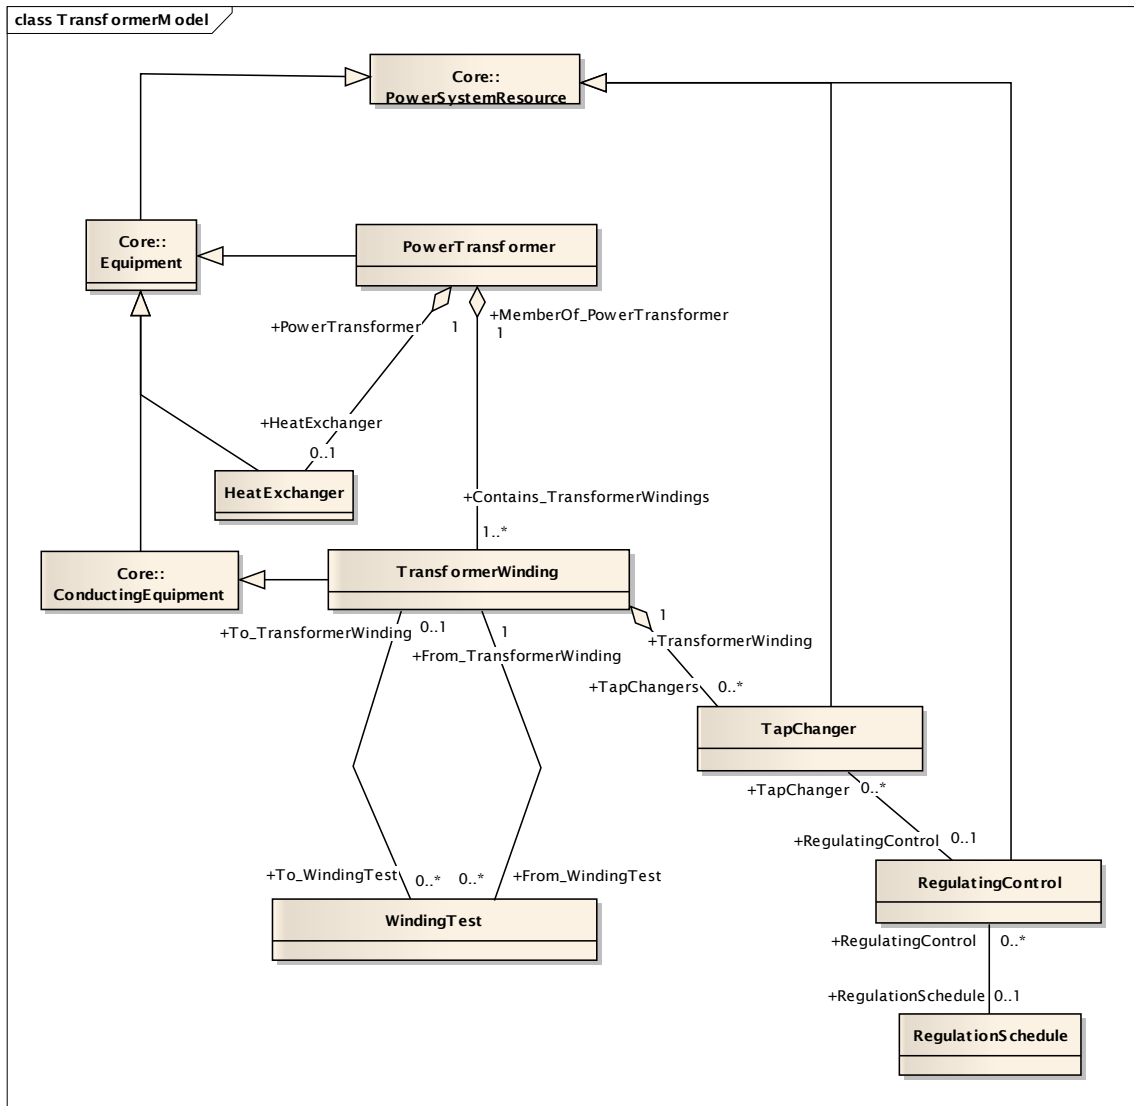 class TransformerModel
Core::
PowerSystemResource
Core::
Equipment
PowerTransformer
+PowerTransformer
1
+MemberOf_PowerTransformer
1
+HeatExchanger
0..1
HeatExchanger
+Contains_TransformerWindings
1..*
Core::
ConductingEquipment
TransformerWinding
+To_TransformerWinding
0..1
1
+From_TransformerWinding
1
+TransformerWinding
+TapChangers
0..*
TapChanger
+TapChanger
0..*
+RegulatingControl
0..1
+To_WindingTest
0..*
0..*
+From_WindingTest
WindingTest
RegulatingControl
+RegulatingControl
0..*
+RegulationSchedule
0..1
RegulationSchedule